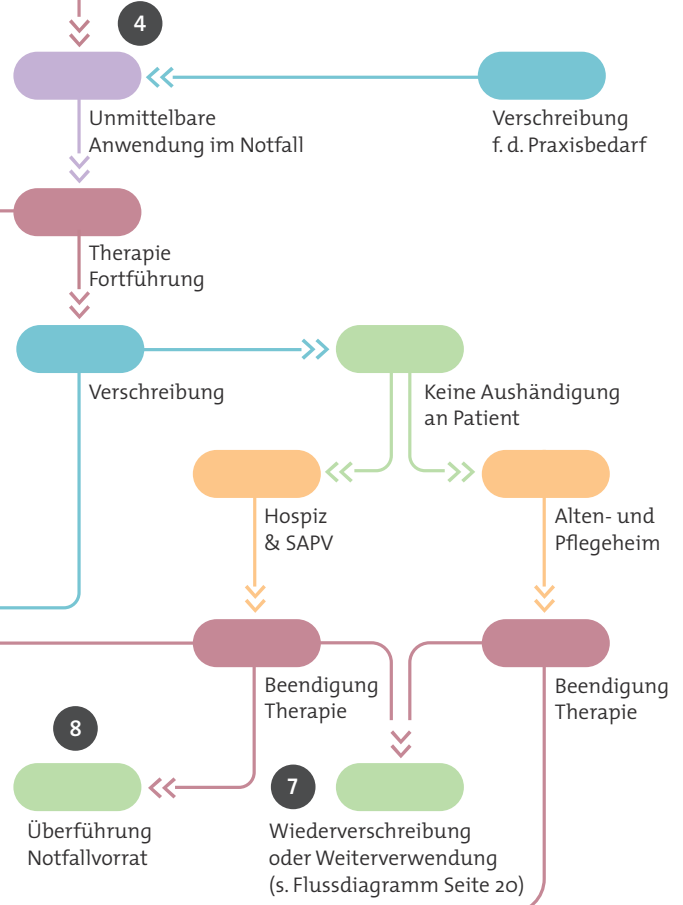 4
Unmittelbare
Anwendung im Notfall
Verschreibung
f. d. Praxisbedarf
Therapie
Fortführung
Verschreibung
Keine Aushändigung
an Patient
Hospiz
& SAPV
Alten- und
Pflegeheim
Beendigung
Therapie
Beendigung
Therapie
8
Überführung
Notfallvorrat
7
Wiederverschreibung
oder Weiterverwendung
(s. Flussdiagramm Seite 20)